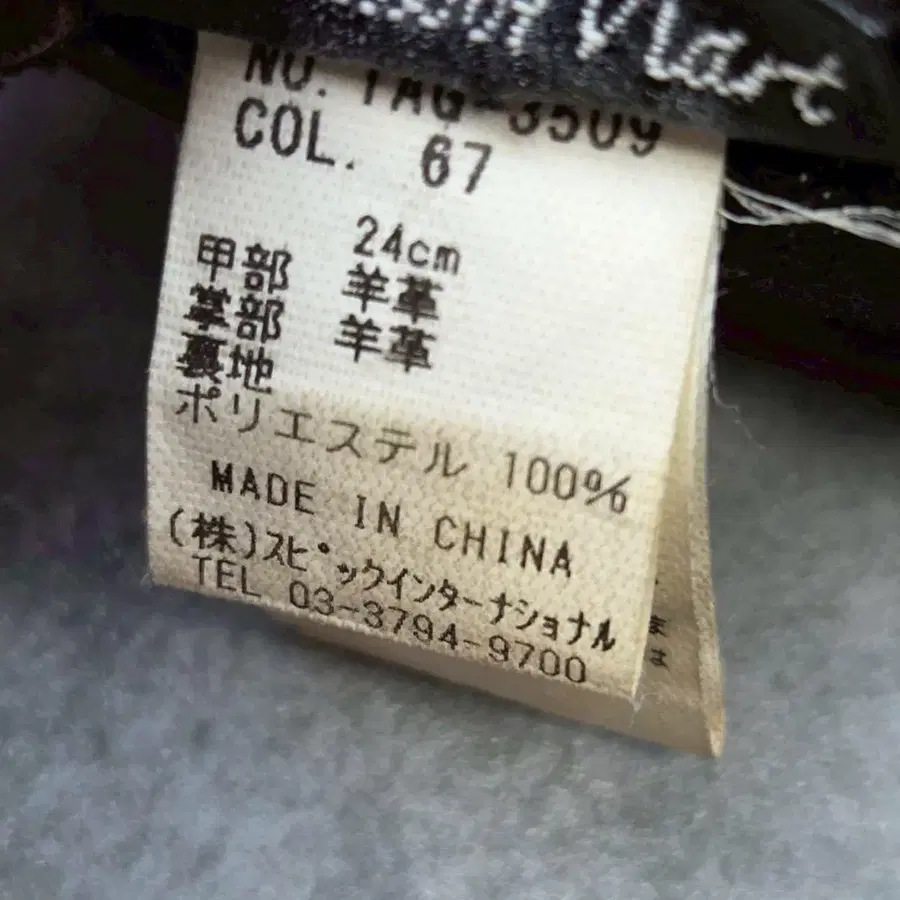 Mart
NO. TAG-3509
COL. 67
24cm
甲部 羊革
掌部 羊革
裏地
ポリエステル 100%
MADE IN CHINA
(株)スピックインターナショナル
TEL 03-3794-9700